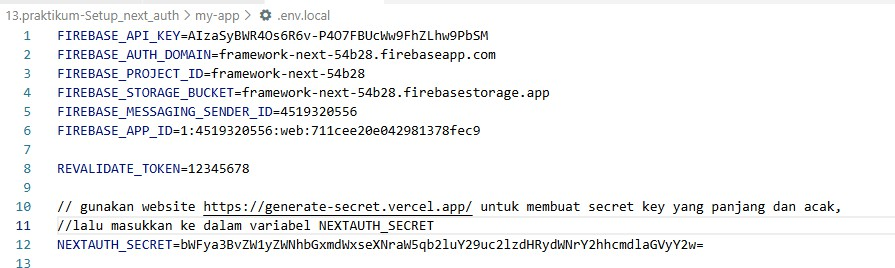 13.praktikum-Setup_next_auth > my-app > .env.local
1 FIREBASE_API_KEY=AIzaSyBWR4Os6R6v-P4O7FBUcWw9FhZLhw9PbSM
2 FIREBASE_AUTH_DOMAIN=framework-next-54b28.firebaseapp.com
3 FIREBASE_PROJECT_ID=framework-next-54b28
4 FIREBASE_STORAGE_BUCKET=framework-next-54b28.firebasestorage.app
5 FIREBASE_MESSAGING_SENDER_ID=4519320556
6 FIREBASE_APP_ID=1:4519320556:web:711cee20e042981378fec9
7
8 REVALIDATE_TOKEN=12345678
9
10 // gunakan website https://generate-secret.vercel.app/ untuk membuat secret key yang panjang dan acak,
11 //lalu masukkan ke dalam variabel NEXTAUTH_SECRET
12 NEXTAUTH_SECRET=bWFya3BvZW1yZWNhbGxmdWxseXNraW5qb2luY29uc2lzdHRydWNrY2hhcmdlaGVyY2w=
13